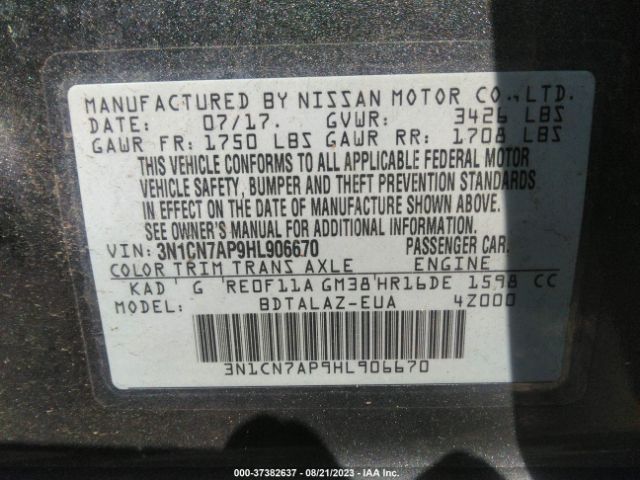 MANUFACTURED BY NISSAN MOTOR CO., LTD.
DATE: 07/17. GVWR: 3426 LBS
GAWR FR: 1750 LBS GAWR RR: 1708 LBS
THIS VEHICLE CONFORMS TO ALL APPLICABLE FEDERAL MOTOR
VEHICLE SAFETY, BUMPER AND THEFT PREVENTION STANDARDS
IN EFFECT ON THE DATE OF MANUFACTURE SHOWN ABOVE.
SEE OWNER'S MANUAL FOR ADDITIONAL INFORMATION.
VIN: 3N1CN7AP9HL906670 PASSENGER CAR.
COLOR TRIM TRANS AXLE ENGINE
KAD G RE0F11A GM38 HR16DE 1598 CC
MODEL: BDTALAZ-EUA 4Z000
3N1CN7AP9HL906670
000-37382637 - 08/21/2023 - IAA Inc.